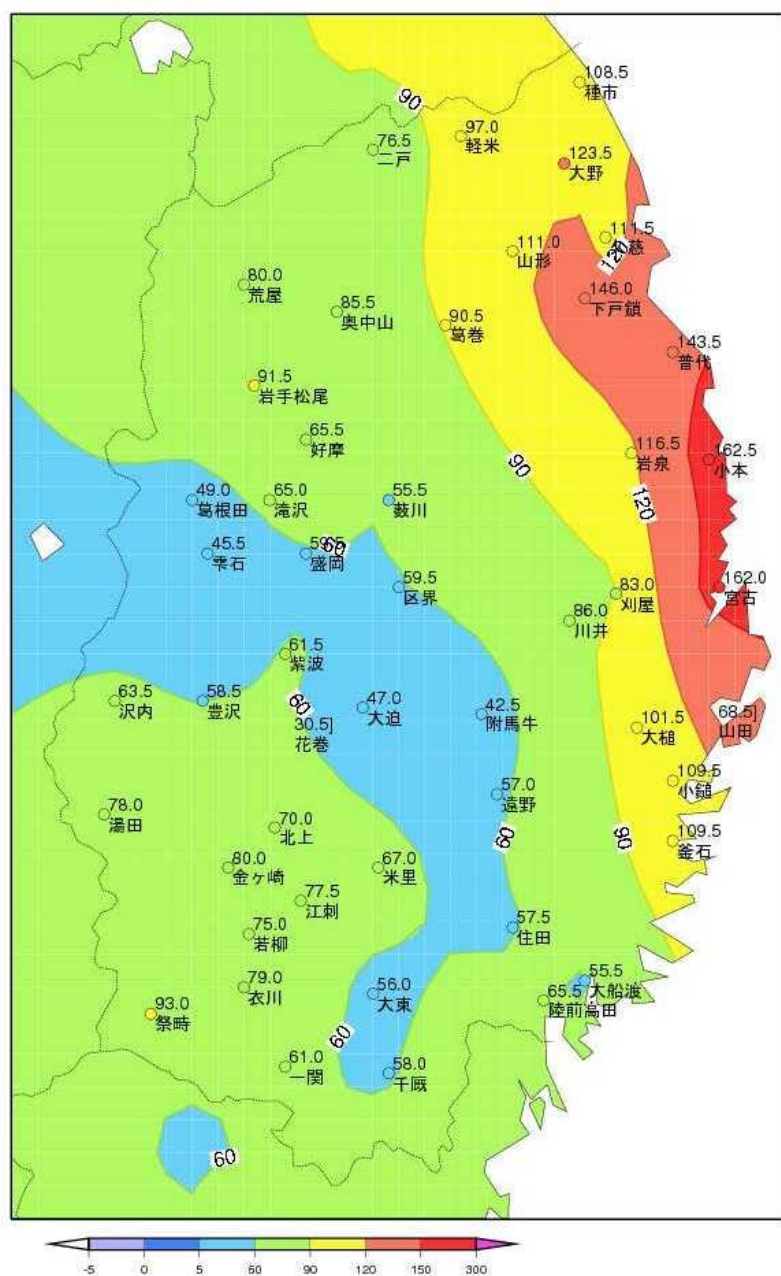 108.5
種市
90
97.0
軽米
76.5
二戸
123.5
大野
111.5
慈
120
111.0
山形
80.0
荒屋
146.0
下戸鎖
85.5
奥中山
90.5
葛巻
143.5
普代
91.5
岩手松尾
65.5
好摩
116.5
岩泉
162.5
小本
90
49.0
葛根田
65.0
滝沢
55.5
薮川
120
45.5
雫石
59.5
盛岡
60
59.5
区界
83.0
刈屋
162.0
宮古
86.0
川井
61.5
紫波
63.5
沢内
58.5
豊沢
60
30.5]
花巻
47.0
大迫
42.5
附馬牛
101.5
大槌
68.5]
山田
109.5
小鎚
57.0
遠野
78.0
湯田
70.0
北上
60
90
109.5
釜石
80.0
金ヶ崎
67.0
米里
77.5
江刺
75.0
若柳
57.5
住田
79.0
衣川
56.0
大東
55.5
大船渡
65.5
陸前高田
93.0
祭畤
60
61.0
一関
58.0
千厩
60
-5 0 5 60 90 120 150 300